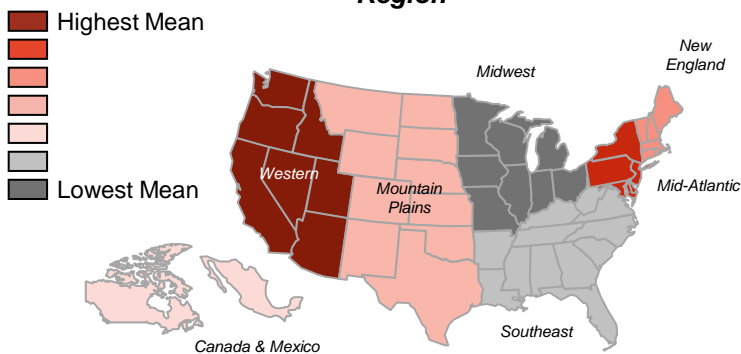 Region
Highest Mean
Lowest Mean
New
England
Midwest
Western
Mountain
Plains
Mid-Atlantic
Southeast
Canada & Mexico